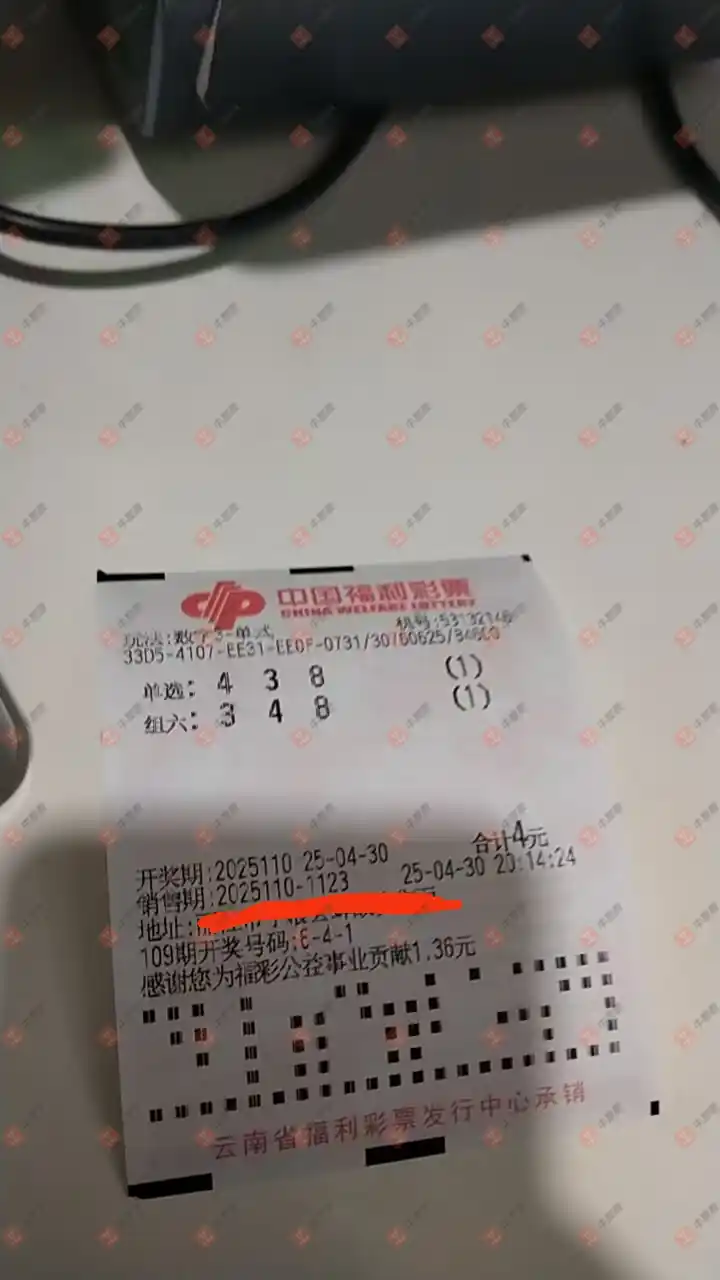 中国福利彩票
CHINA WELFARE LOTTERY
玩法:数字3-单式 机号:53132146
33D5-4107-EE31-EE0F-0731/30760625/
单选: 4 3 8 (1)
组六: 3 4 8 (1)
合计4元
开奖期:2025110 25-04-30
销售期:2025110-1123 25-04-30 20:14:24
地址:
109期开奖号码:6-4-1
感谢您为福彩公益事业贡献1.36元
云南省福利彩票发行中心承销